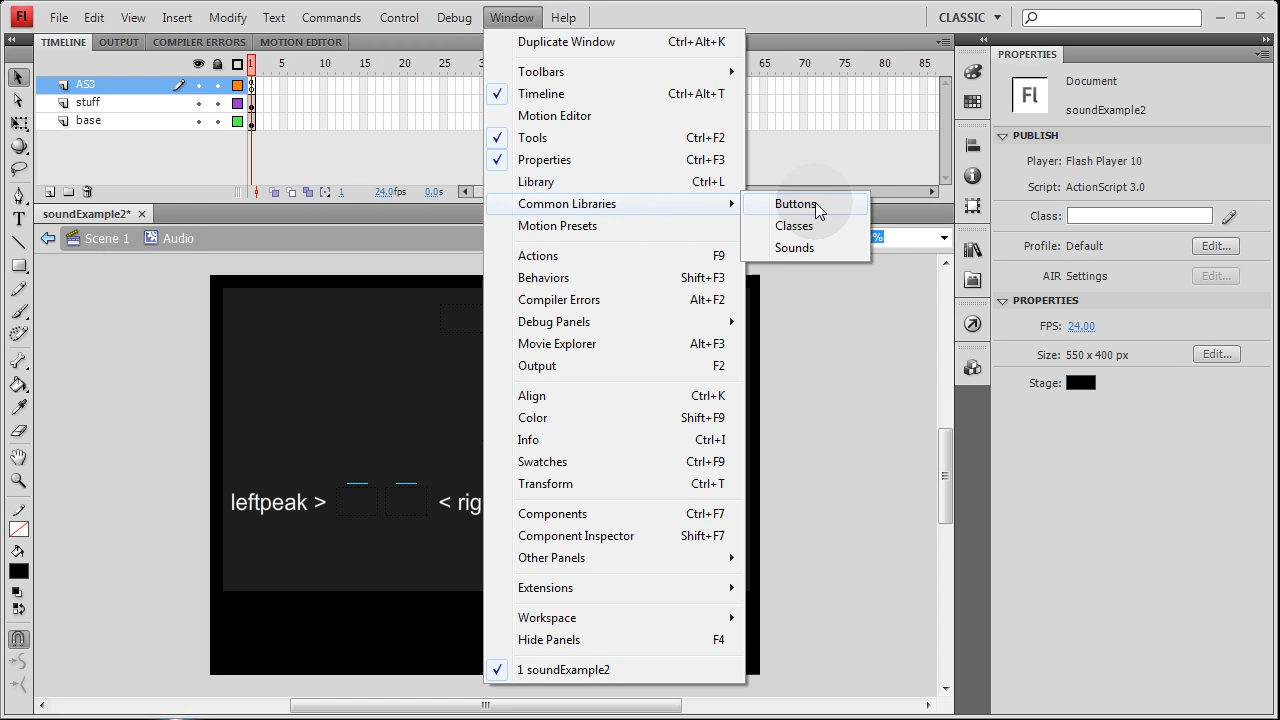 Fl File Edit View Insert Modify Text Commands Control Debug Window Help CLASSIC
TIMELINE OUTPUT COMPILER ERRORS MOTION EDITOR
1 5 10 15 20 25 65 70 75 80 85
AS3
stuff
base
1 24.0fps 0.0s
soundExample2*
Scene 1 Audio
%
leftpeak >
< rig
Duplicate Window Ctrl+Alt+K
Toolbars
Timeline Ctrl+Alt+T
Motion Editor
Tools Ctrl+F2
Properties Ctrl+F3
Library Ctrl+L
Common Libraries
Motion Presets
Actions F9
Behaviors Shift+F3
Compiler Errors Alt+F2
Debug Panels
Movie Explorer Alt+F3
Output F2
Align Ctrl+K
Color Shift+F9
Info Ctrl+I
Swatches Ctrl+F9
Transform Ctrl+T
Components Ctrl+F7
Component Inspector Shift+F7
Other Panels
Extensions
Workspace
Hide Panels F4
1 soundExample2
Buttons
Classes
Sounds
PROPERTIES
Fl
Document
soundExample2
PUBLISH
Player: Flash Player 10
Script: ActionScript 3.0
Class:
Profile: Default Edit...
AIR Settings Edit...
PROPERTIES
FPS: 24.00
Size: 550 x 400 px Edit...
Stage: